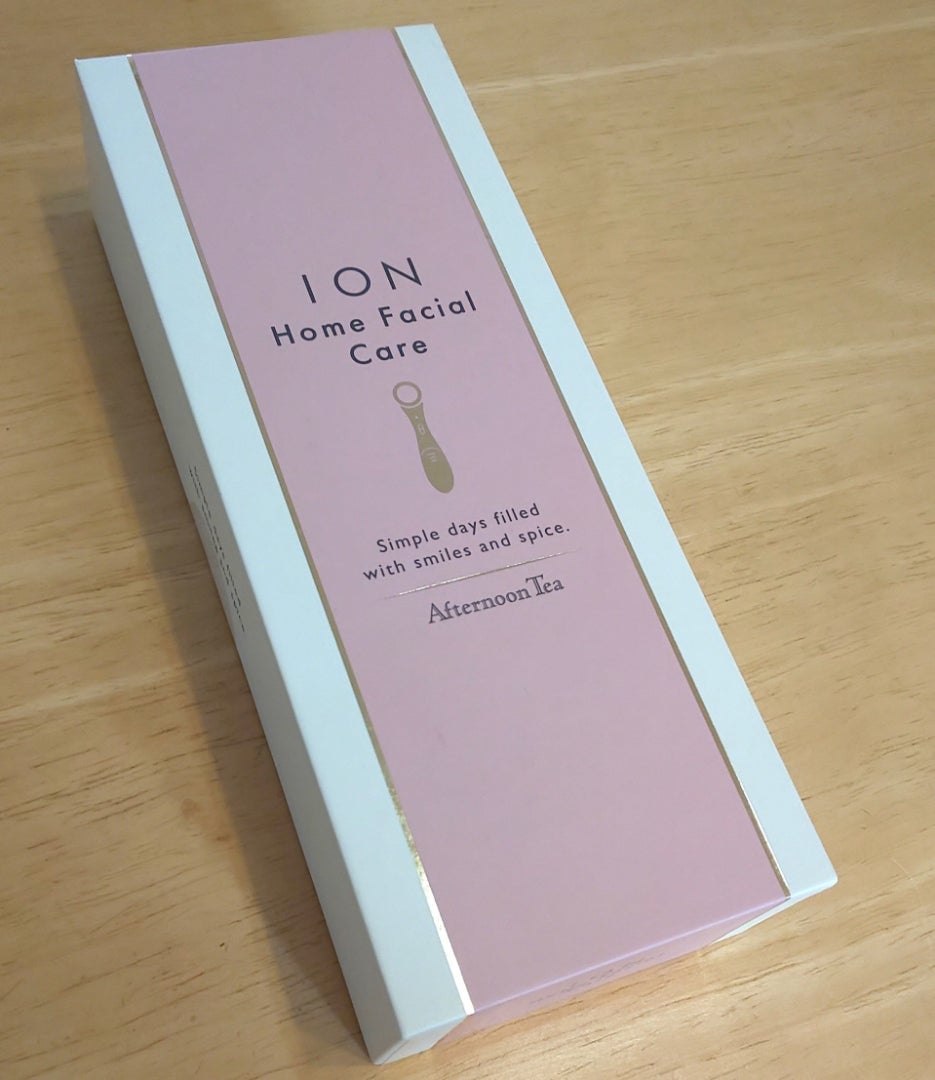 ION
Home Facial
Care
Simple days filled
with smiles and spice.
Afternoon Tea